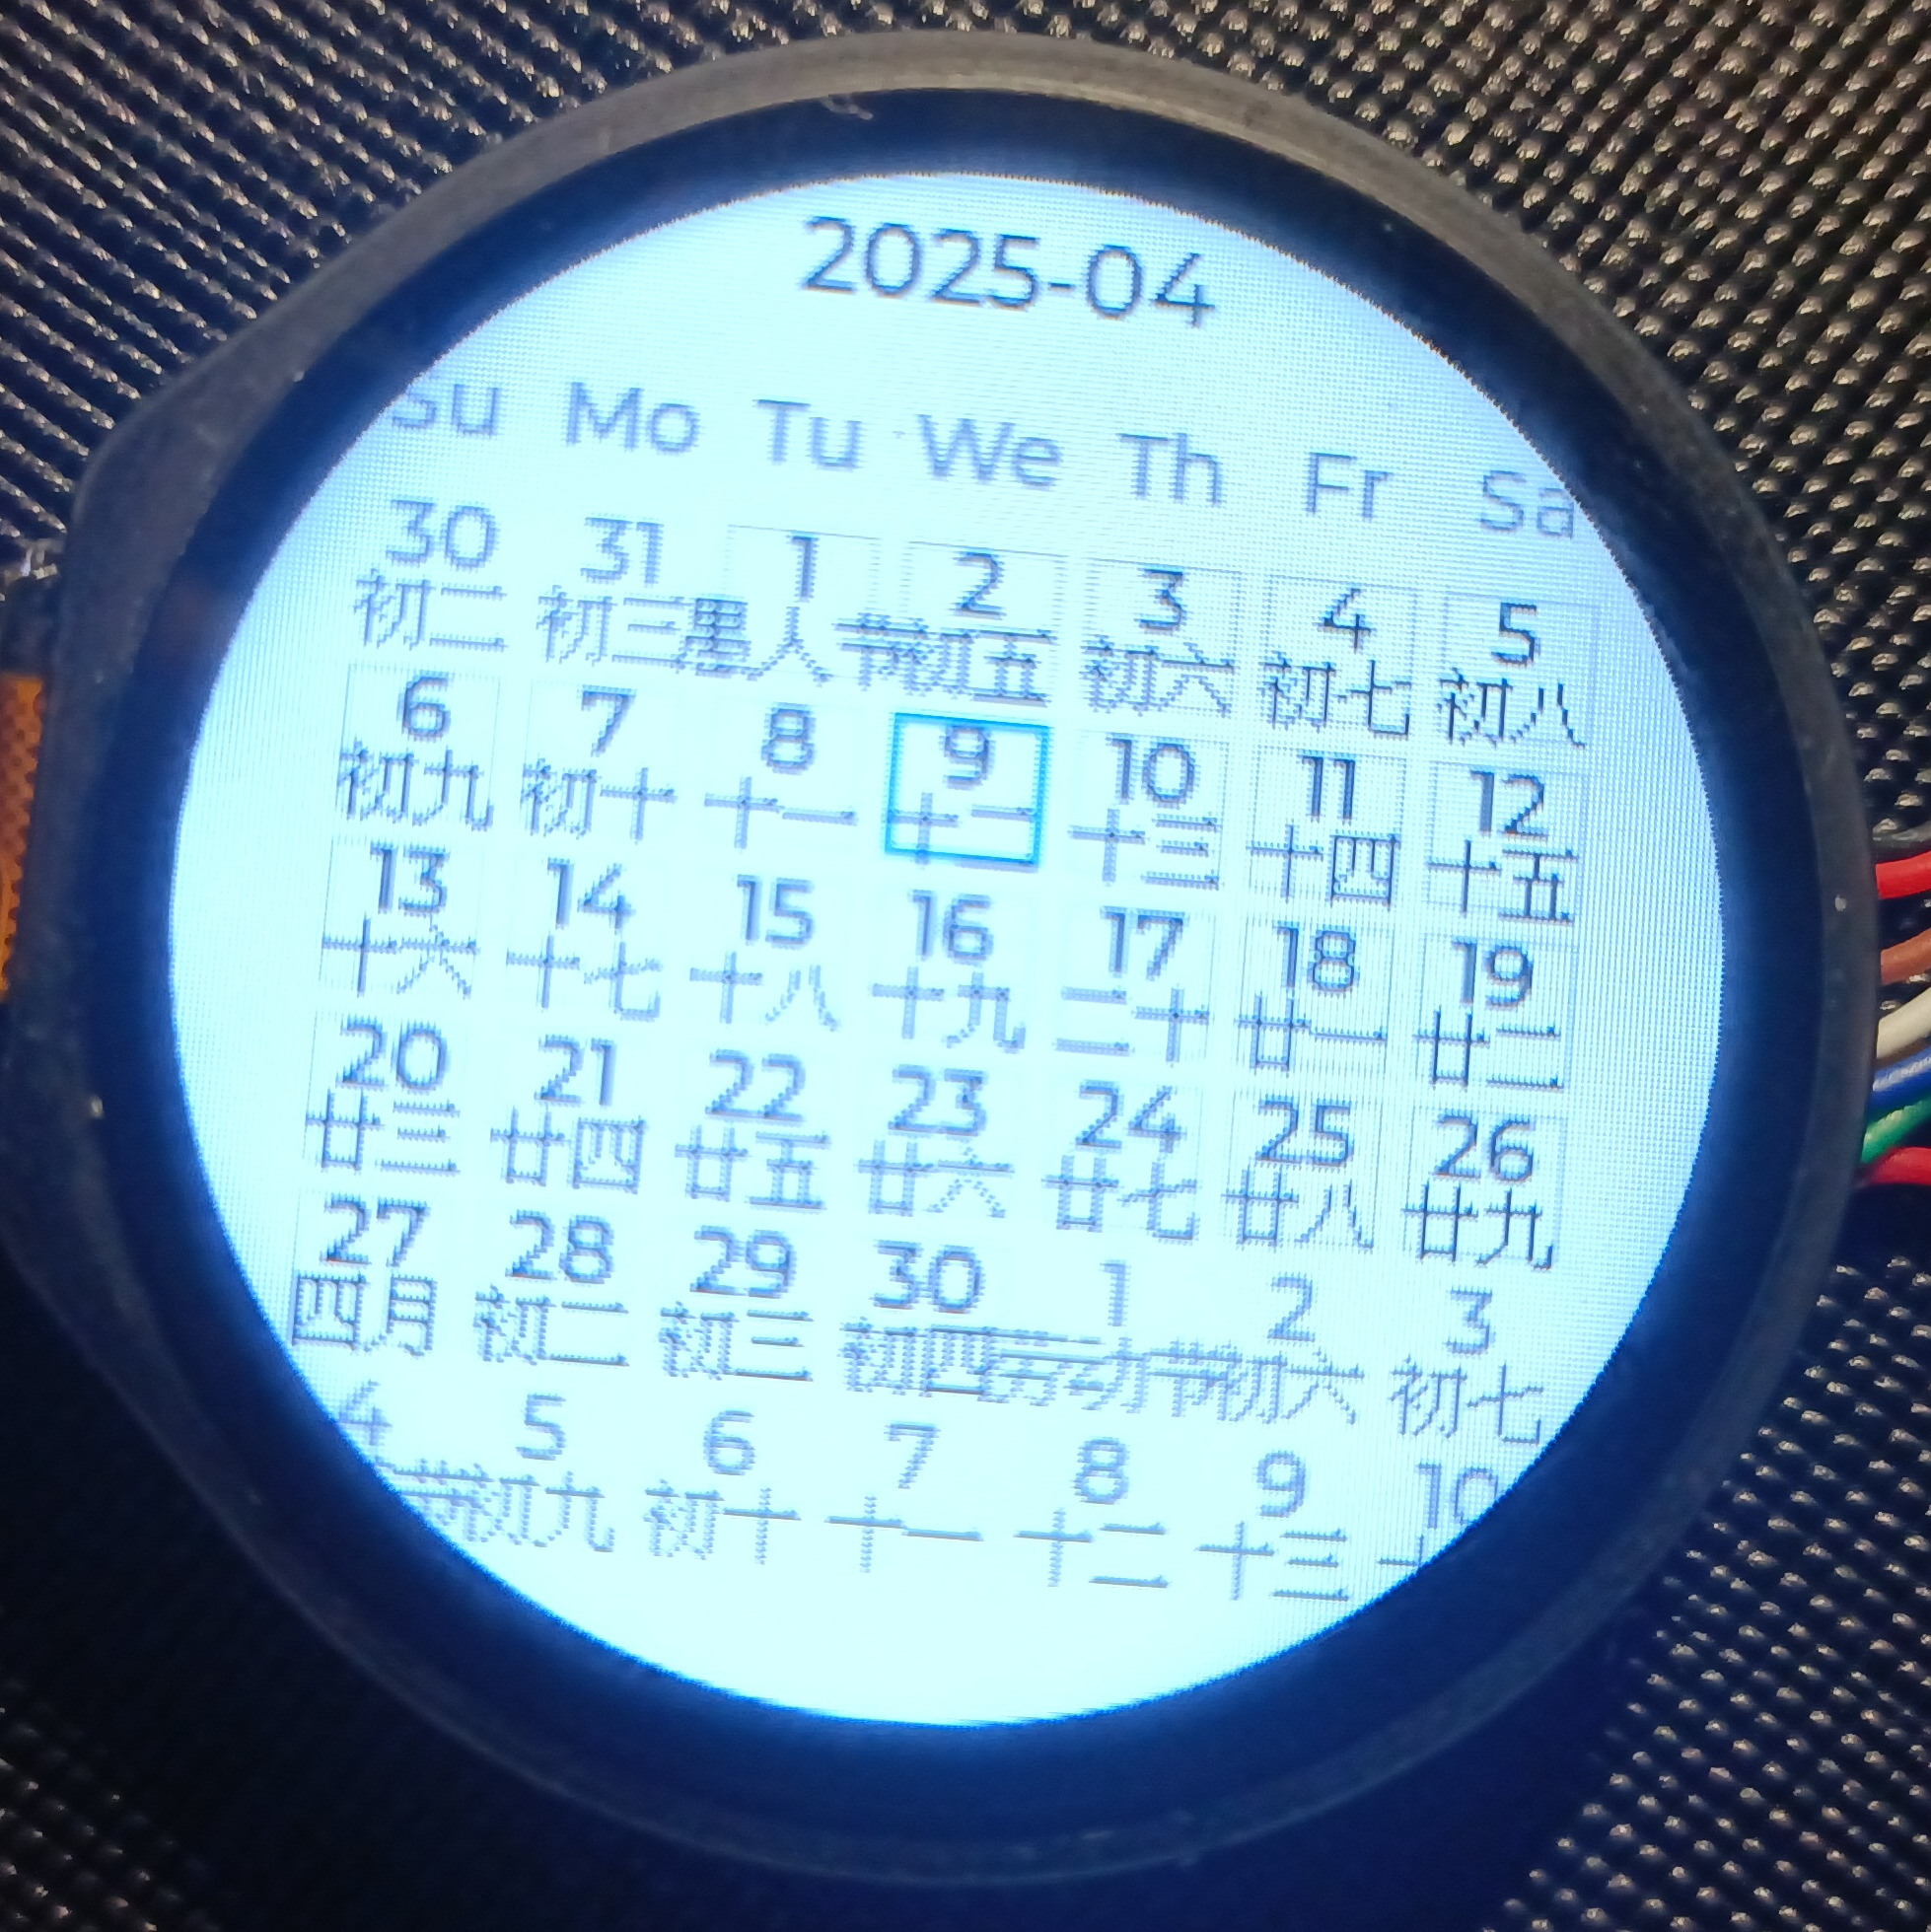 2025-04
Su Mo Tu We Th Fr Sa
30 31 1 2 3 4 5
初二 初三 愚人节 初五 初六 初七 初八
6 7 8 9 10 11 12
初九 初十 十一 十二 十三 十四 十五
13 14 15 16 17 18 19
十六 十七 十八 十九 二十 廿一 廿二
20 21 22 23 24 25 26
廿三 廿四 廿五 廿六 廿七 廿八 廿九
27 28 29 30 1 2 3
四月 初二 初三 初四 劳动节 初六 初七
4 5 6 7 8 9 10
初九 初十 十一 十二 十三